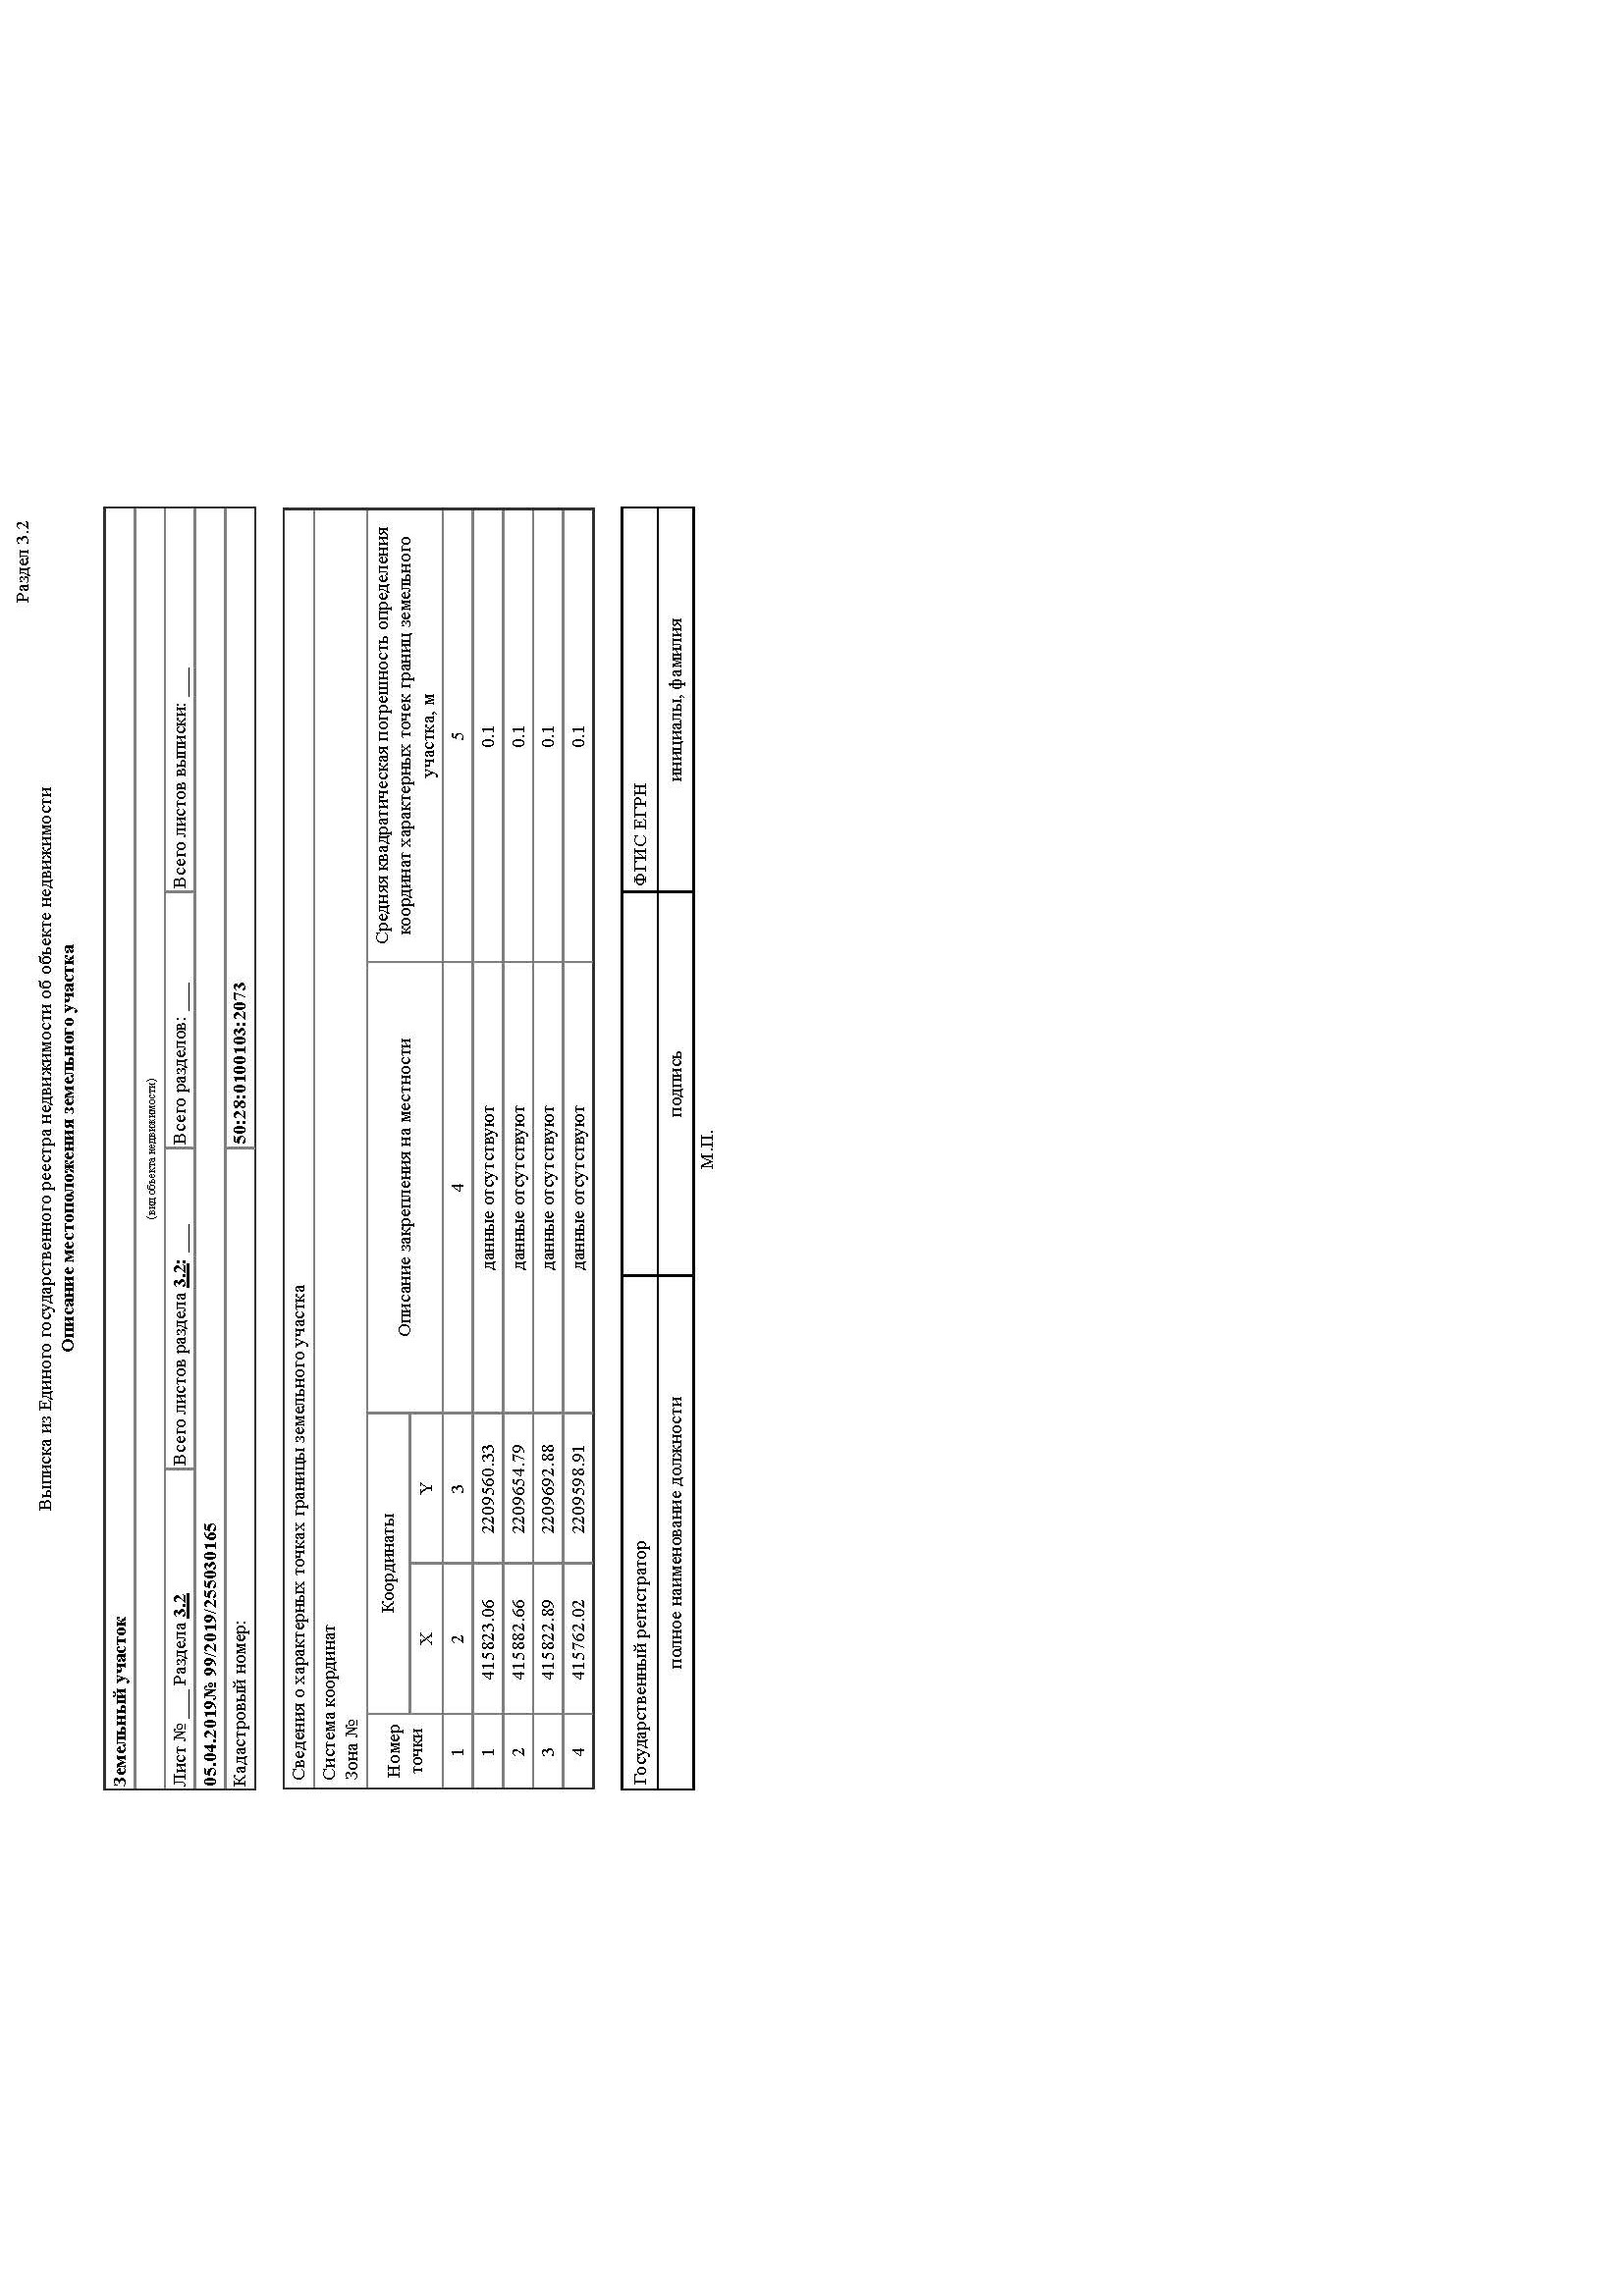 Раздел 3.2
Выписка из Единого государственного реестра недвижимости об объекте недвижимости
Описание местоположения земельного участка
Земельный участок
(вид объекта недвижимости)
Лист № ___ Раздела 3.2 Всего листов раздела 3.2: ___ Всего разделов: ___ Всего листов выписки: ___
05.04.2019№ 99/2019/255030165
Кадастровый номер: 50:28:0100103:2073
Сведения о характерных точках границы земельного участка
Система координат
Зона №
Номер точки Координаты Описание закрепления на местности Средняя квадратическая погрешность определения
координат характерных точек границ земельного
участка, м
X Y
1 2 3 4 5
1 415823.06 2209560.33 данные отсутствуют 0.1
2 415882.66 2209654.79 данные отсутствуют 0.1
3 415822.89 2209692.88 данные отсутствуют 0.1
4 415762.02 2209598.91 данные отсутствуют 0.1
Государственный регистратор ФГИС ЕГРН
полное наименование должности подпись инициалы, фамилия
М.П.